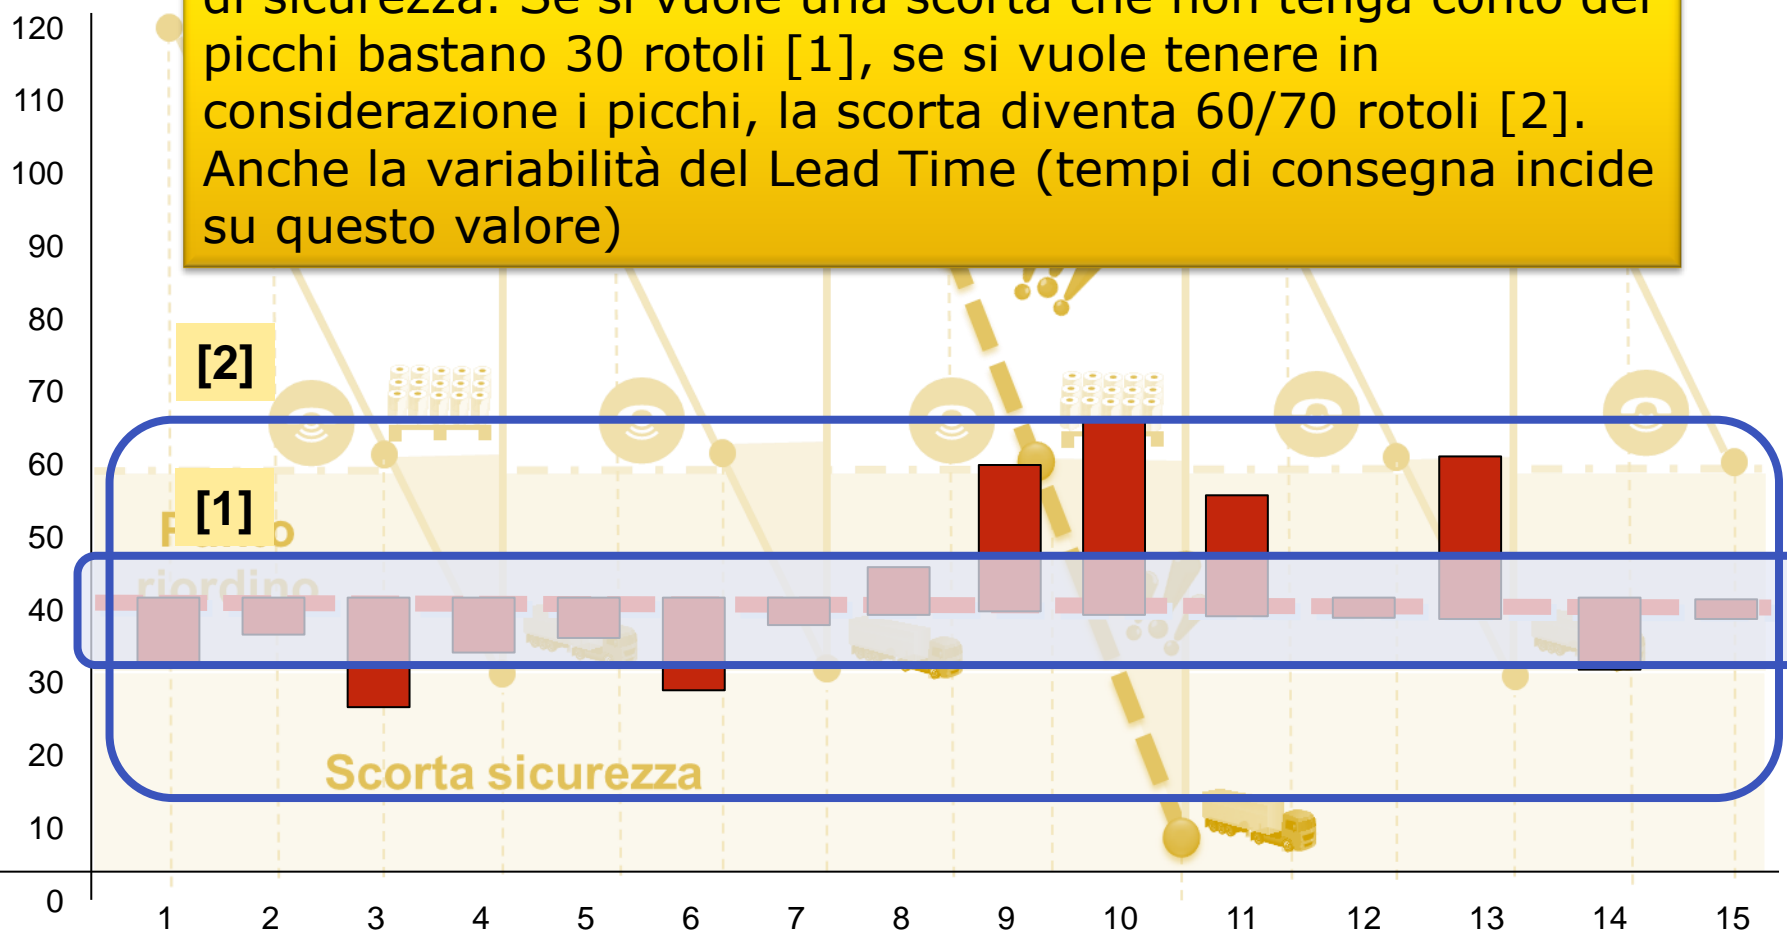 di sicurezza. Se si vuole una scorta che non tenga conto dei
picchi bastano 30 rotoli [1], se si vuole tenere in
considerazione i picchi, la scorta diventa 60/70 rotoli [2].
Anche la variabilità del Lead Time (tempi di consegna incide
su questo valore)
120
110
100
90
80
70
60
50
40
30
20
10
0
[2]
[1]
riordino
Scorta sicurezza
1 2 3 4 5 6 7 8 9 10 11 12 13 14 15